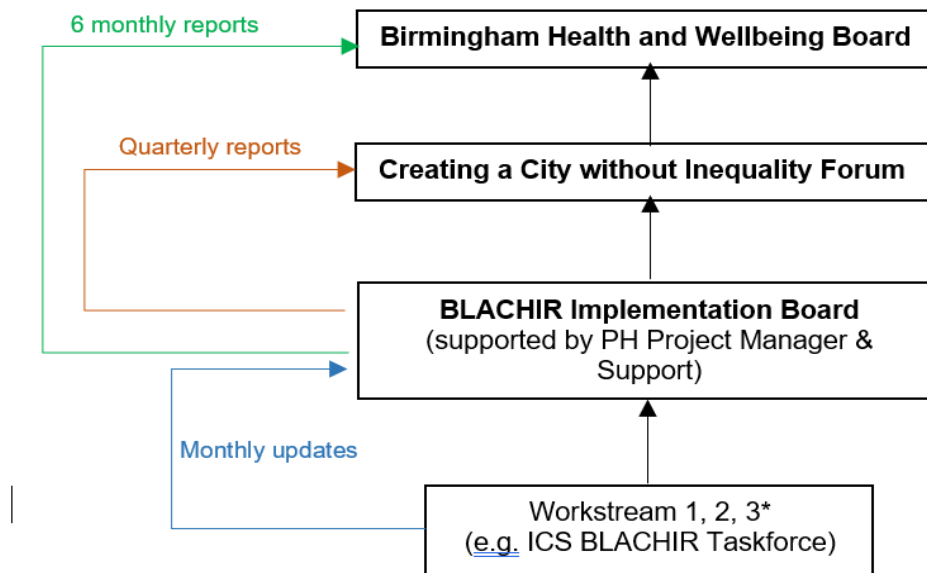 6 monthly reports
Birmingham Health and Wellbeing Board
Quarterly reports
Creating a City without Inequality Forum
BLACHIR Implementation Board
(supported by PH Project Manager &
Support)
Monthly updates
Workstream 1, 2, 3*
(e.g. ICS BLACHIR Taskforce)